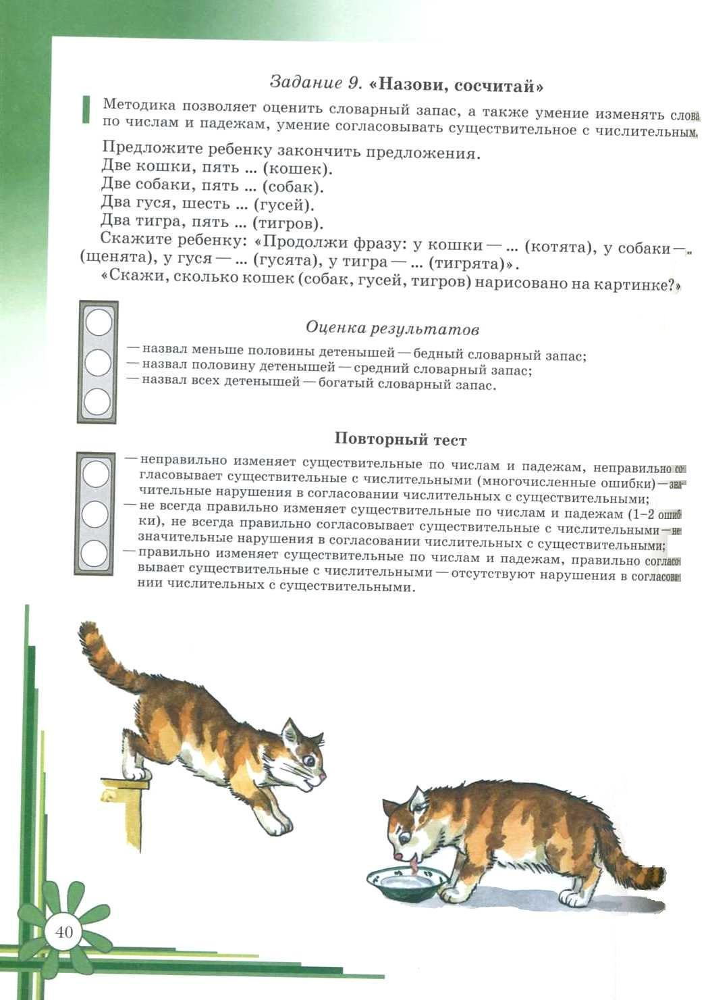 Задание 9. «Назови, сосчитай»
Методика позволяет оценить словарный запас, а также умение изменять слова
по числам и падежам, умение согласовывать существительное с числительным.
Предложите ребенку закончить предложения.
Две кошки, пять ... (кошек).
Две собаки, пять ... (собак).
Два гуся, шесть ... (гусей).
Два тигра, пять ... (тигров).
Скажите ребенку: «Продолжи фразу: у кошки — ... (котята), у собаки — ..
(щенята), у гуся — ... (гусята), у тигра — ... (тигрята)».
«Скажи, сколько кошек (собак, гусей, тигров) нарисовано на картинке?»
Оценка результатов
— назвал меньше половины детенышей — бедный словарный запас;
— назвал половину детенышей — средний словарный запас;
— назвал всех детенышей — богатый словарный запас.
Повторный тест
— неправильно изменяет существительные по числам и падежам, неправильно со-
гласовывает существительные с числительными (многочисленные ошибки) — зна-
чительные нарушения в согласовании числительных с существительными;
— не всегда правильно изменяет существительные по числам и падежам (1–2 ошиб-
ки), не всегда правильно согласовывает существительные с числительными — не-
значительные нарушения в согласовании числительных с существительными;
— правильно изменяет существительные по числам и падежам, правильно согласо-
вывает существительные с числительными — отсутствуют нарушения в согласова-
нии числительных с существительными.
40